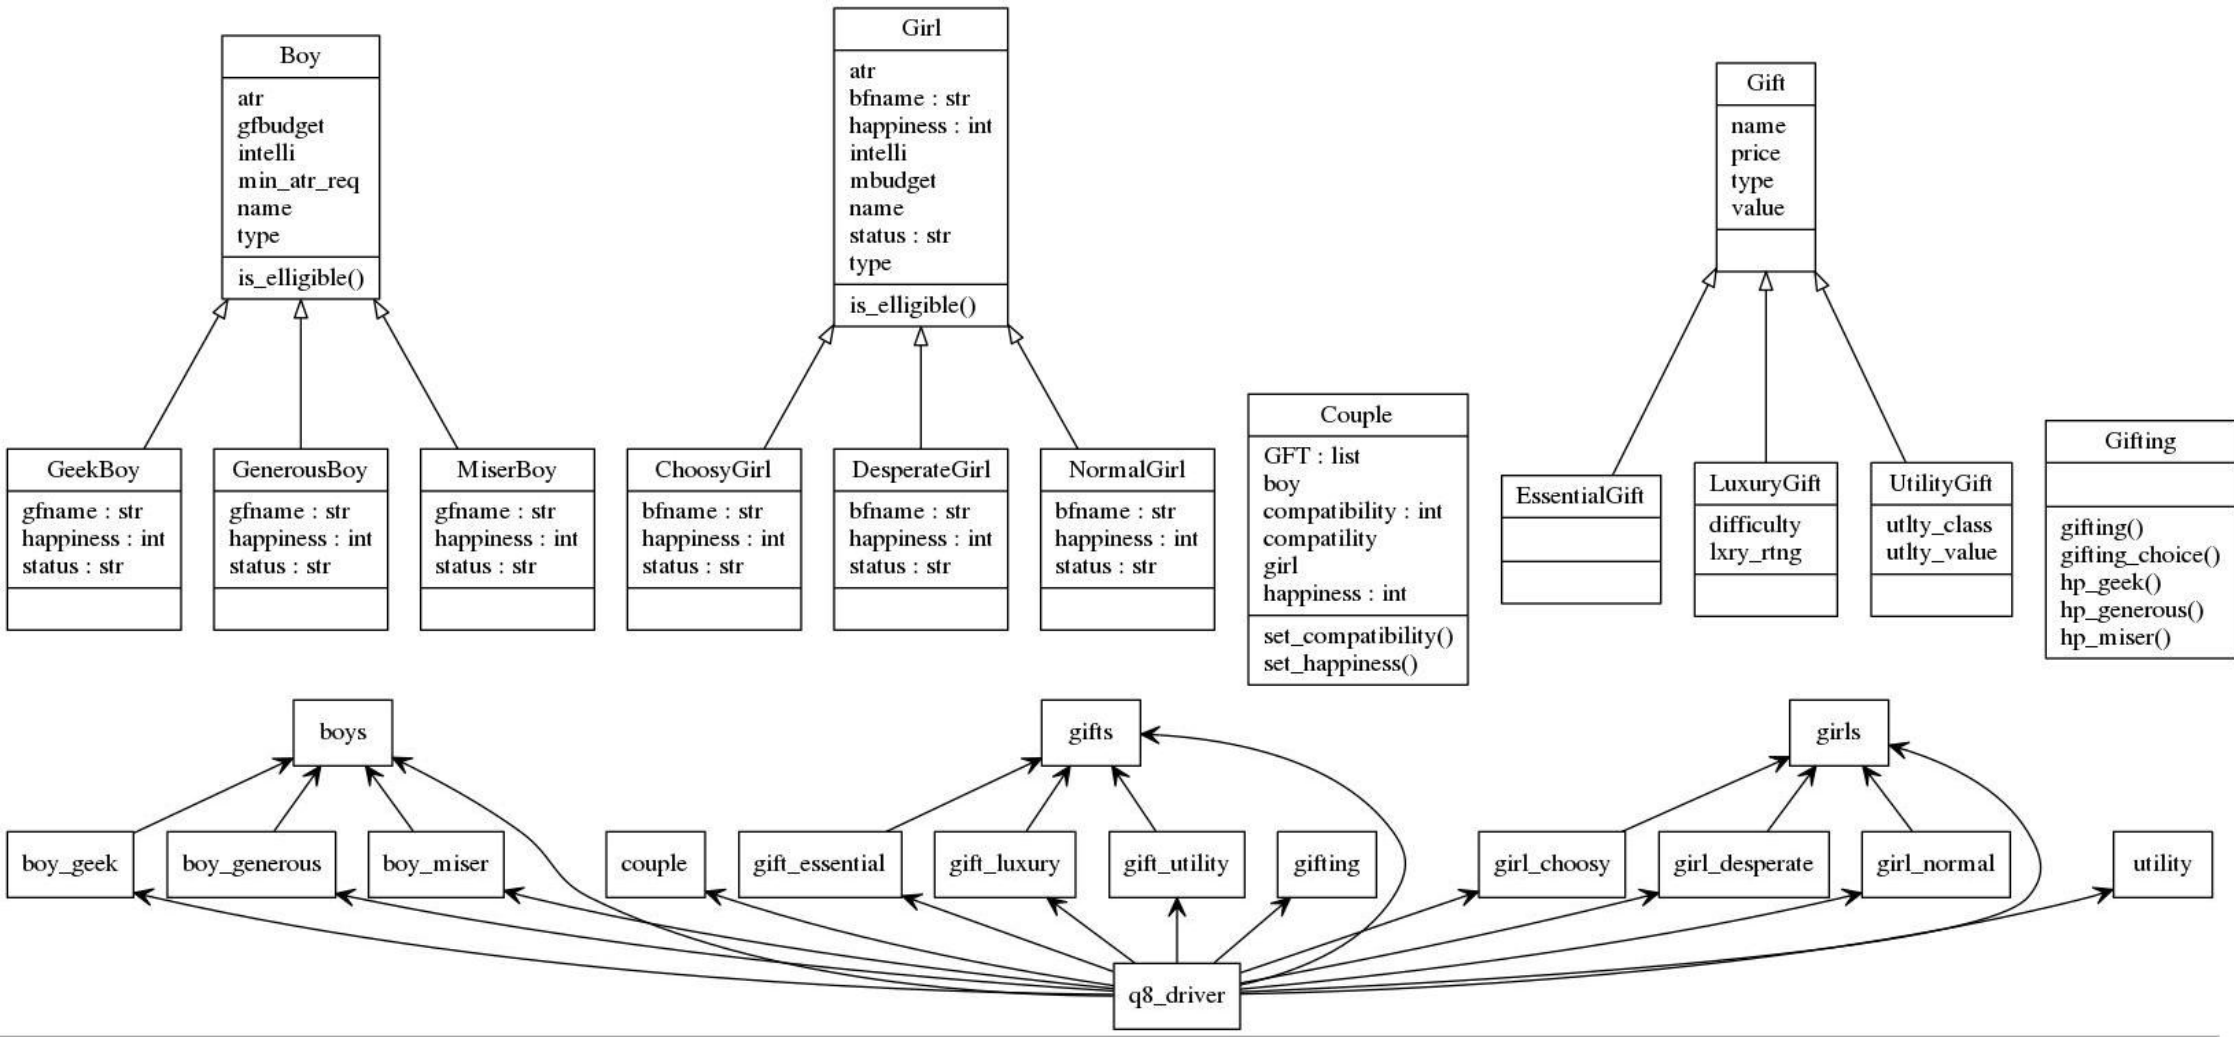 Boy
atr
gfbudget
intelli
min_atr_req
name
type
is_elligible()
Girl
atr
bfname : str
happiness : int
intelli
mbudget
name
status : str
type
is_elligible()
Gift
name
price
type
value
GeekBoy
gfname : str
happiness : int
status : str
GenerousBoy
gfname : str
happiness : int
status : str
MiserBoy
gfname : str
happiness : int
status : str
ChoosyGirl
bfname : str
happiness : int
status : str
DesperateGirl
bfname : str
happiness : int
status : str
NormalGirl
bfname : str
happiness : int
status : str
Couple
GFT : list
boy
compatibility : int
compatility
girl
happiness : int
set_compatibility()
set_happiness()
EssentialGift
LuxuryGift
difficulty
lxry_rtng
UtilityGift
utlty_class
utlty_value
Gifting
gifting()
gifting_choice()
hp_geek()
hp_generous()
hp_miser()
boys
gifts
girls
boy_geek
boy_generous
boy_miser
couple
gift_essential
gift_luxury
gift_utility
gifting
girl_choosy
girl_desperate
girl_normal
utility
q8_driver